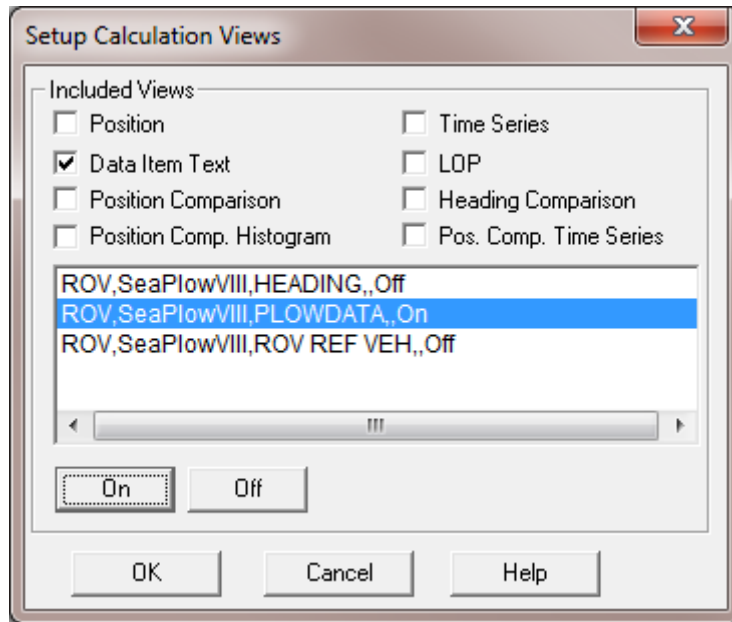 Setup Calculation Views
Included Views
Position
Time Series
Data Item Text
LOP
Position Comparison
Heading Comparison
Position Comp. Histogram
Pos. Comp. Time Series
ROV,SeaPlowVIII,HEADING,,Off
ROV,SeaPlowVIII,PLOWDATA,,On
ROV,SeaPlowVIII,ROV REF VEH,,Off
On
Off
OK
Cancel
Help